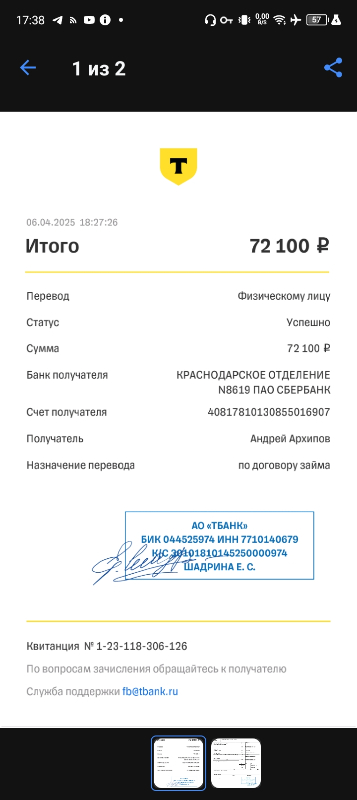 17:38
0,00
Б/S
57
1 из 2
Т
06.04.2025 18:27:26
Итого 72 100 ₽
Перевод Физическому лицу
Статус Успешно
Сумма 72 100 ₽
Банк получателя КРАСНОДАРСКОЕ ОТДЕЛЕНИЕ
N8619 ПАО СБЕРБАНК
Счет получателя 40817810130855016907
Получатель Андрей Архипов
Назначение перевода по договору займа
АО «ТБАНК»
БИК 044525974 ИНН 7710140679
К/С 30101810145250000974
ШАДРИНА Е. С.
Квитанция № 1-23-118-306-126
По вопросам зачисления обращайтесь к получателю
Служба поддержки fb@tbank.ru